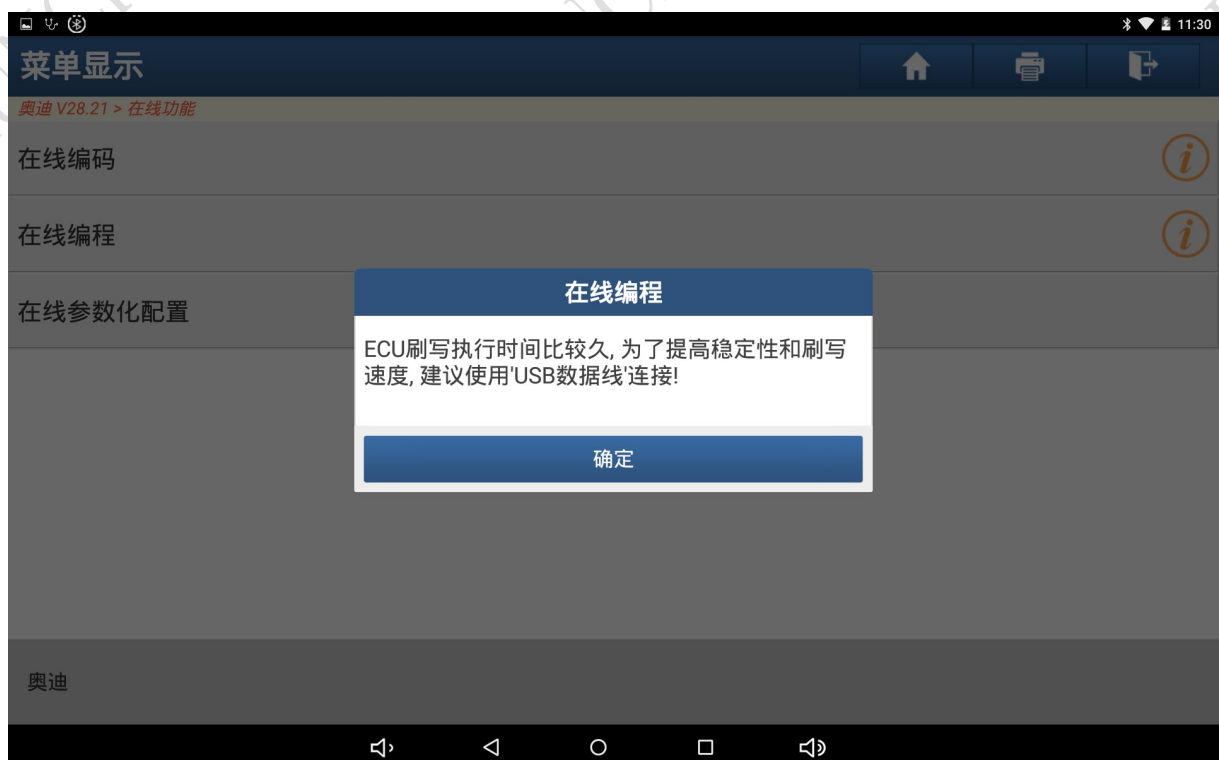 11:30
菜单显示
奥迪 V28.21 > 在线功能
在线编码
在线编程
在线参数化配置
在线编程
ECU刷写执行时间比较久, 为了提高稳定性和刷写
速度, 建议使用'USB数据线'连接!
确定
奥迪